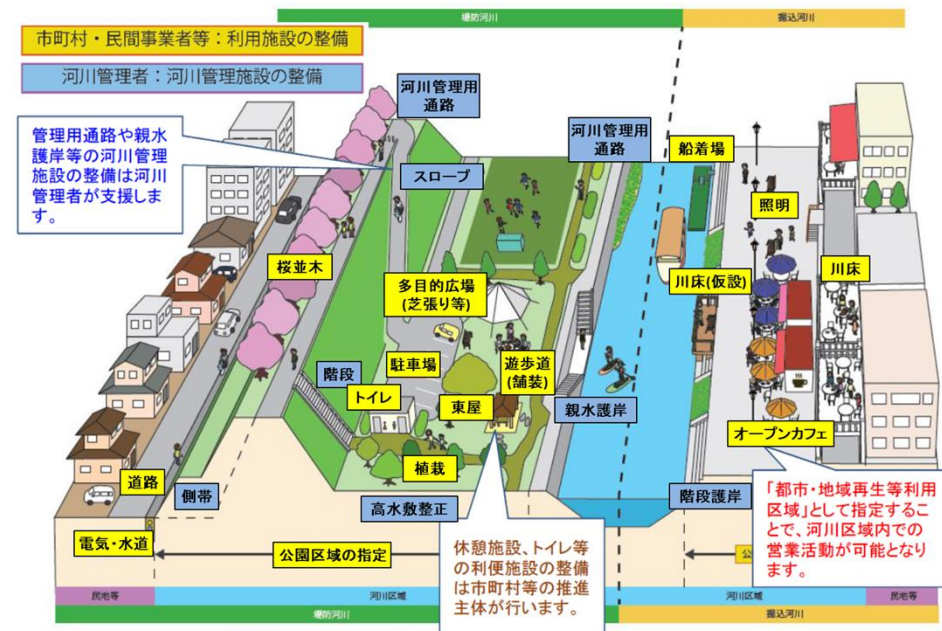 堤防河川
掘込河川
市町村・民間事業者等：利用施設の整備
河川管理者：河川管理施設の整備
管理用通路や親水
護岸等の河川管理
施設の整備は河川
管理者が支援しま
す。
河川管理用
通路
スロープ
河川管理用
通路
船着場
照明
桜並木
多目的広場
(芝張り等)
川床(仮設)
川床
駐車場
遊歩道
(舗装)
階段
トイレ
東屋
親水護岸
オープンカフェ
植栽
道路
側帯
高水敷整正
階段護岸
電気・水道
公園区域の指定
休憩施設、トイレ等
の利便施設の整備
は市町村等の推進
主体が行います。
「都市・地域再生等利用
区域」として指定するこ
とで、河川区域内での
営業活動が可能となり
ます。
民地等
河川区域
河川区域
民地等
堤防河川
掘込河川